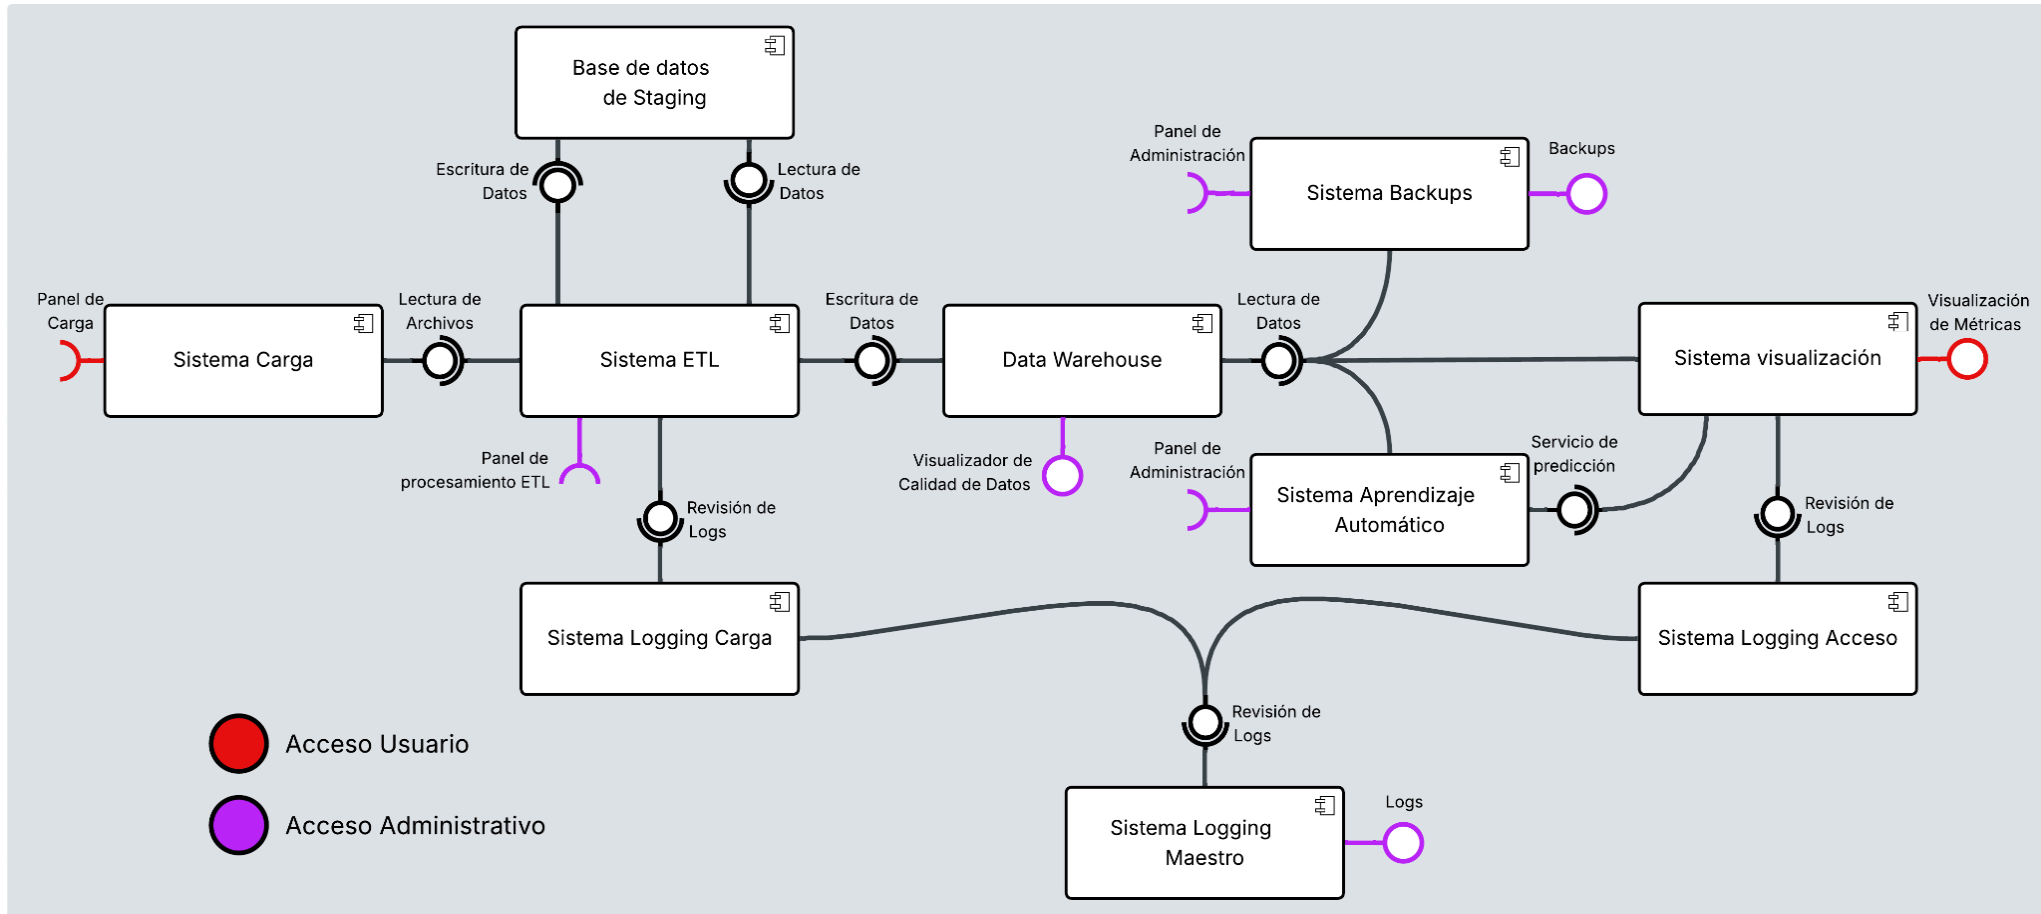 Base de datos
de Staging
Escritura de
Datos
Lectura de
Datos
Panel de
Administración
Sistema Backups
Backups
Panel de
Carga
Sistema Carga
Lectura de
Archivos
Sistema ETL
Escritura de
Datos
Data Warehouse
Lectura de
Datos
Sistema visualización
Visualización
de Métricas
Panel de
procesamiento ETL
Visualizador de
Calidad de Datos
Panel de
Administración
Sistema Aprendizaje
Automático
Servicio de
predicción
Revisión de
Logs
Revisión de
Logs
Sistema Logging Carga
Sistema Logging Acceso
Revisión de
Logs
Sistema Logging
Maestro
Logs
Acceso Usuario
Acceso Administrativo